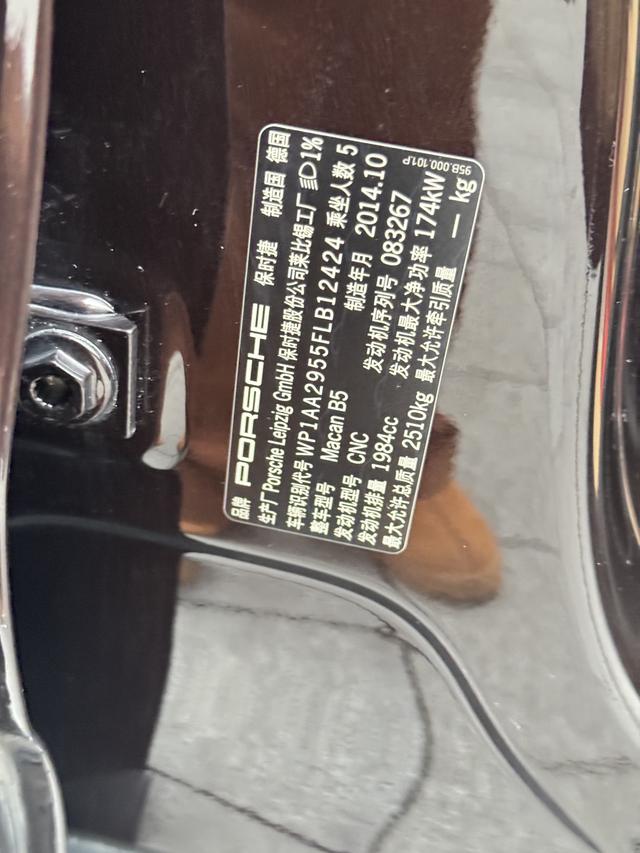 品牌 PORSCHE 保时捷 制造国 德国
生产厂 Porsche Leipzig GmbH 保时捷股份公司莱比锡工厂 1%
车辆识别代号 WP1AA2955FLB12424 乘坐人数 5
整车型号 Macan B5 制造年月 2014.10
发动机型号 CNC 发动机序列号 083267
发动机排量 1984cc 发动机最大净功率 174kW
最大允许总质量 2510kg 最大允许牵引质量 — kg
95B.000.101.P